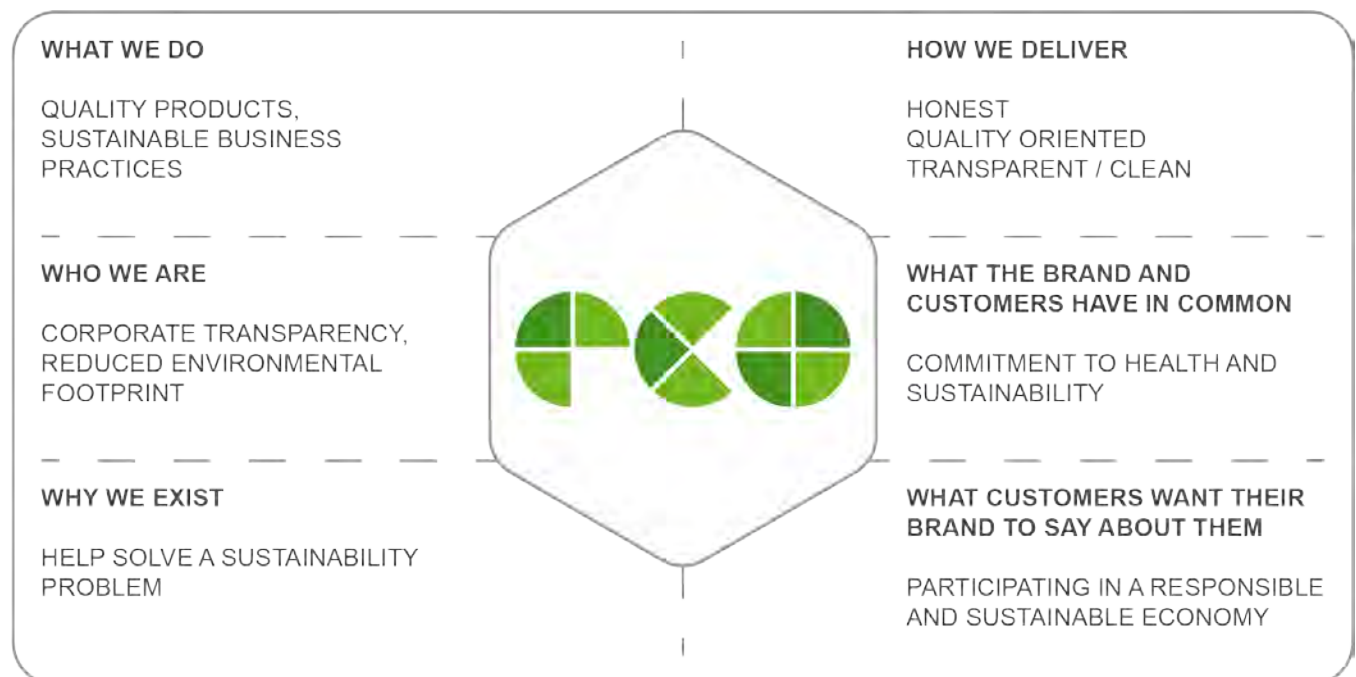 WHAT WE DO
QUALITY PRODUCTS,
SUSTAINABLE BUSINESS
PRACTICES
WHO WE ARE
CORPORATE TRANSPARENCY,
REDUCED ENVIRONMENTAL
FOOTPRINT
WHY WE EXIST
HELP SOLVE A SUSTAINABILITY
PROBLEM
eco
HOW WE DELIVER
HONEST
QUALITY ORIENTED
TRANSPARENT / CLEAN
WHAT THE BRAND AND
CUSTOMERS HAVE IN COMMON
COMMITMENT TO HEALTH AND
SUSTAINABILITY
WHAT CUSTOMERS WANT THEIR
BRAND TO SAY ABOUT THEM
PARTICIPATING IN A RESPONSIBLE
AND SUSTAINABLE ECONOMY